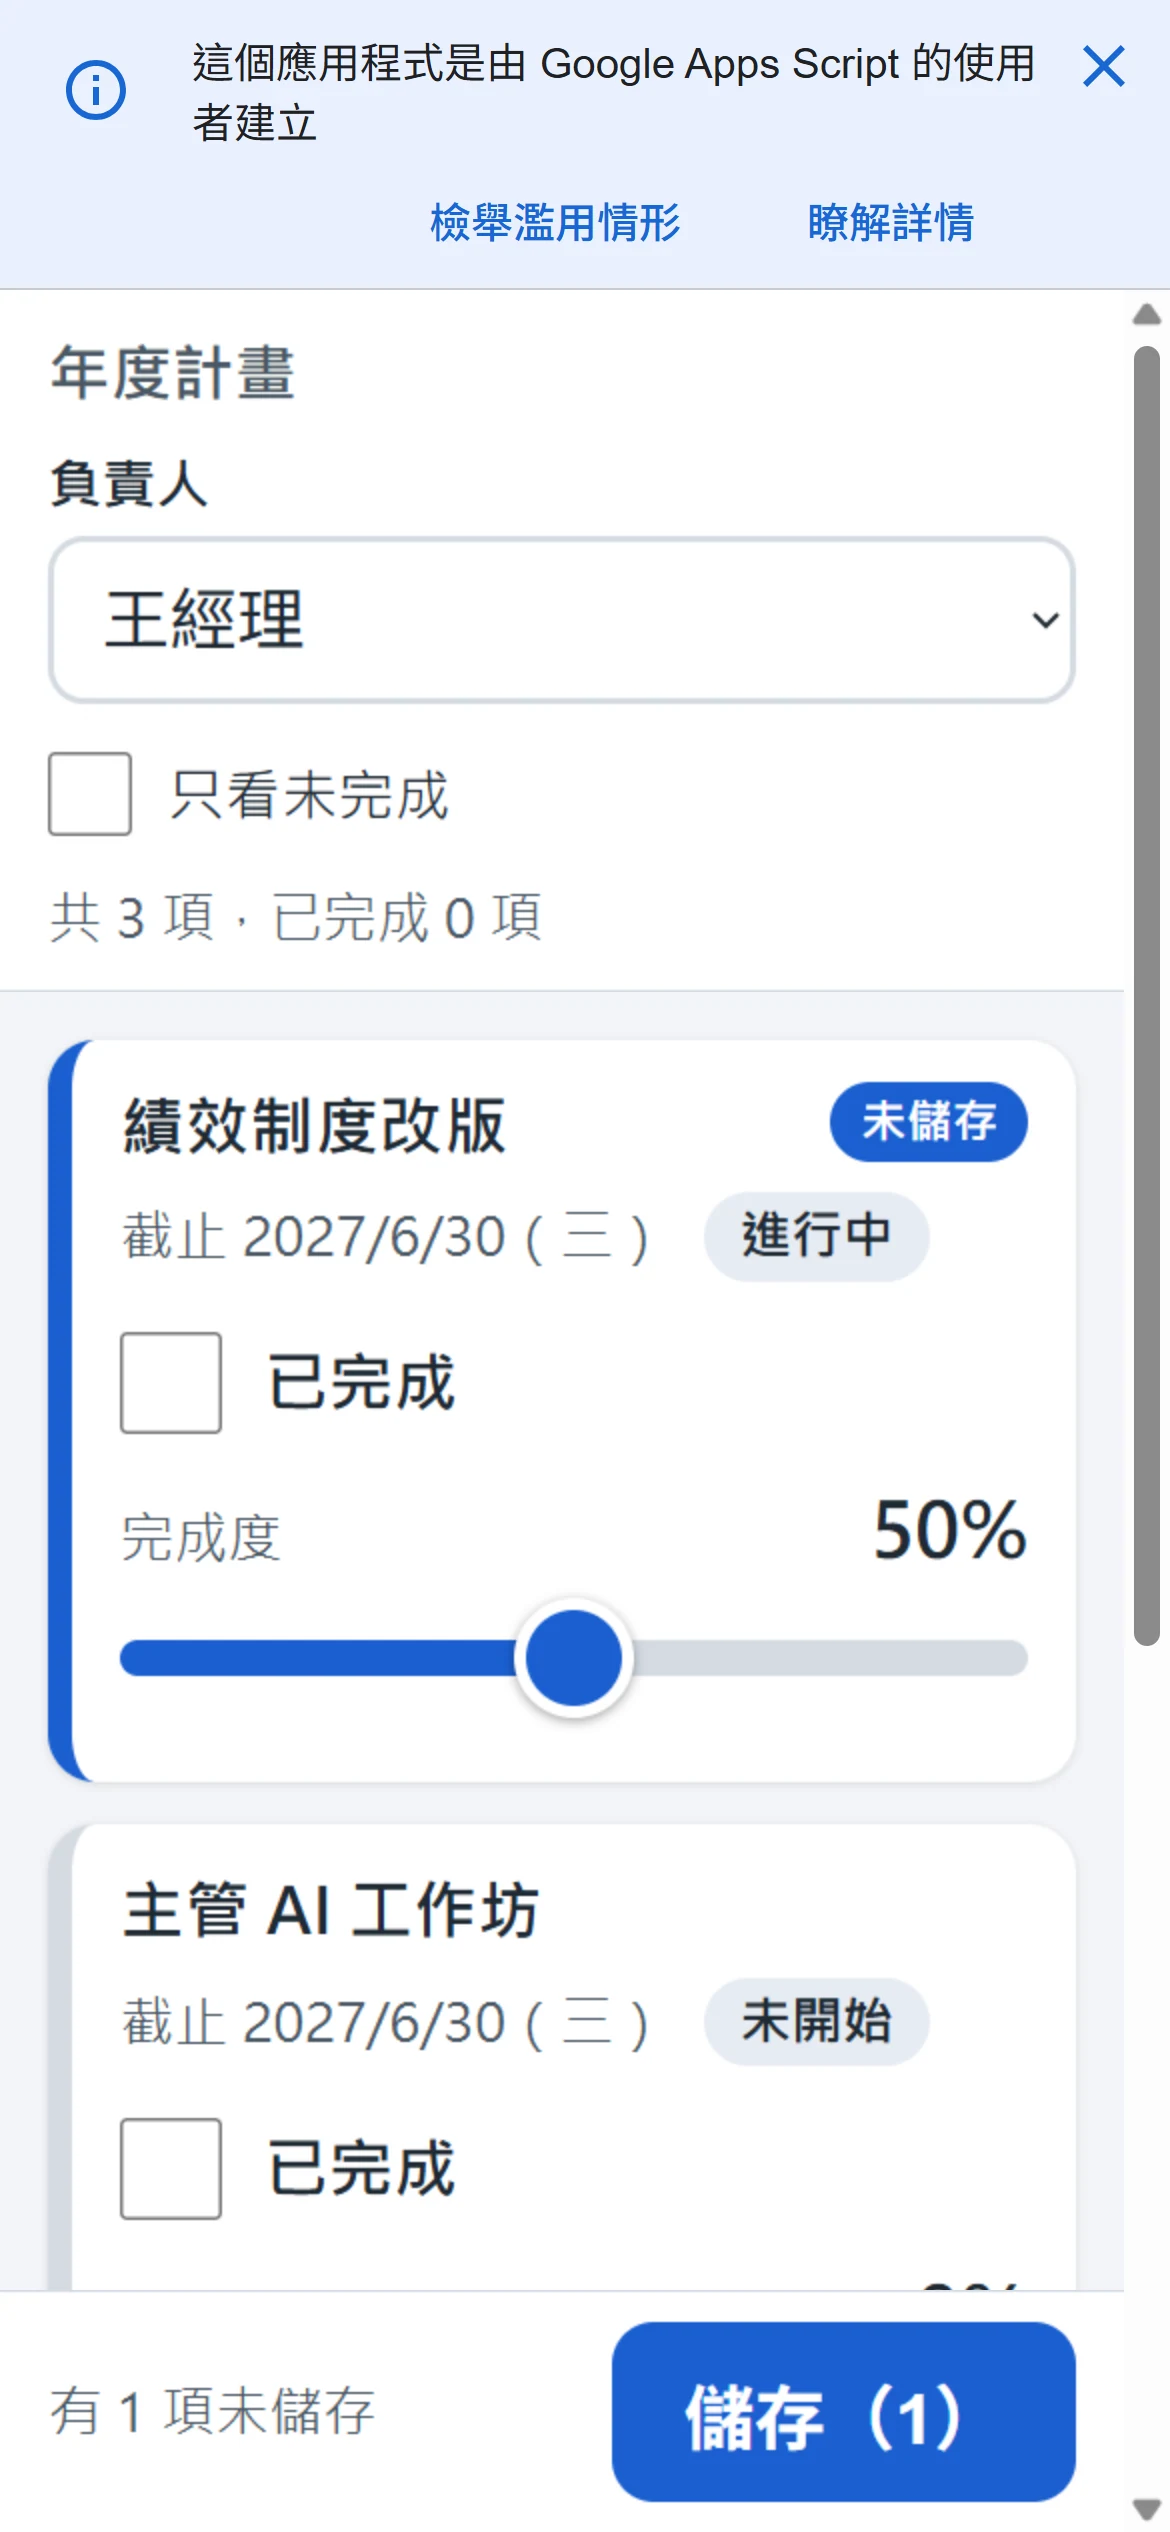 這個應用程式是由 Google Apps Script 的使用
者建立
檢舉濫用情形 瞭解詳情
年度計畫
負責人
王經理
只看未完成
共 3 項，已完成 0 項
績效制度改版 未儲存
截止 2027/6/30（三） 進行中
已完成
完成度 50%
主管 AI 工作坊
截止 2027/6/30（三） 未開始
已完成
有 1 項未儲存 儲存（1）